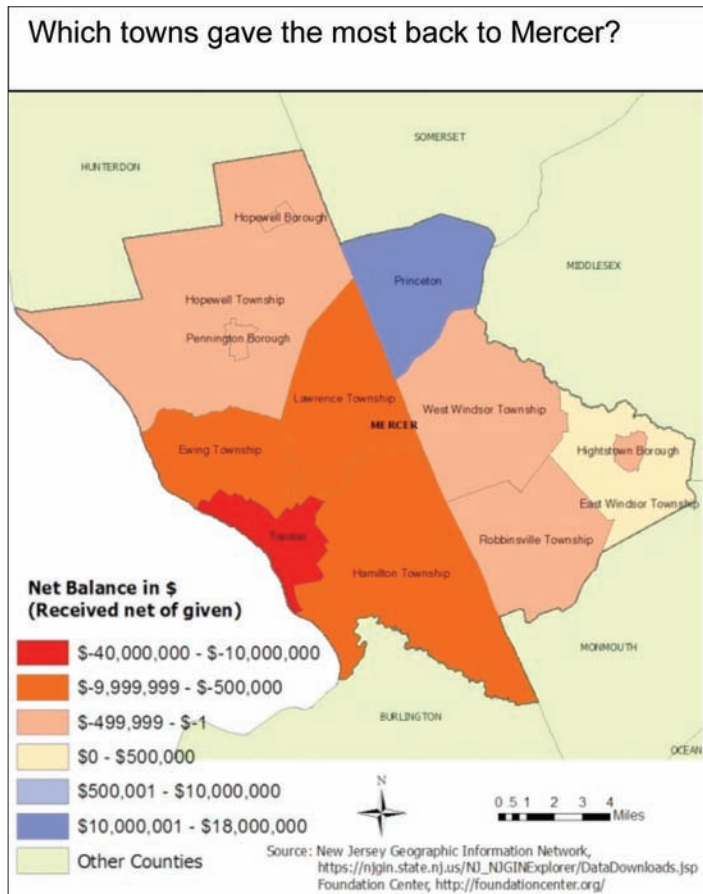 Which towns gave the most back to Mercer?
SOMERSET
HUNTERDON
Hopewell Borough
MIDDLESEX
Princeton
Hopewell Township
Pennington Borough
Lawrence Township
West Windsor Township
MERCER
Ewing Township
Hightstown Borough
East Windsor Township
Trenton
Robbinsville Township
Hamilton Township
Net Balance in $
(Received net of given)
$-40,000,000 - $-10,000,000
$-9,999,999 - $-500,000
$-499,999 - $-1
$0 - $500,000
$500,001 - $10,000,000
$10,000,001 - $18,000,000
Other Counties
MONMOUTH
BURLINGTON
OCEAN
N
0 .5 1 2 3 4
Miles
Source: New Jersey Geographic Information Network,
https://njgin.state.nj.us/NJ_NJGINExplorer/DataDownloads.jsp
Foundation Center, http://foundationcenter.org/